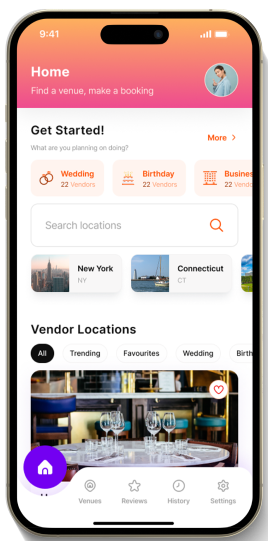 9:41
Home
Find a venue, make a booking
Get Started!
More >
What are you planning on doing?
Wedding
22 Vendors
Birthday
22 Vendors
Busines
22 Vendo
Search locations
New York
NY
Connecticut
CT
Vendor Locations
All
Trending
Favourites
Wedding
Birth
Venues
Reviews
History
Settings